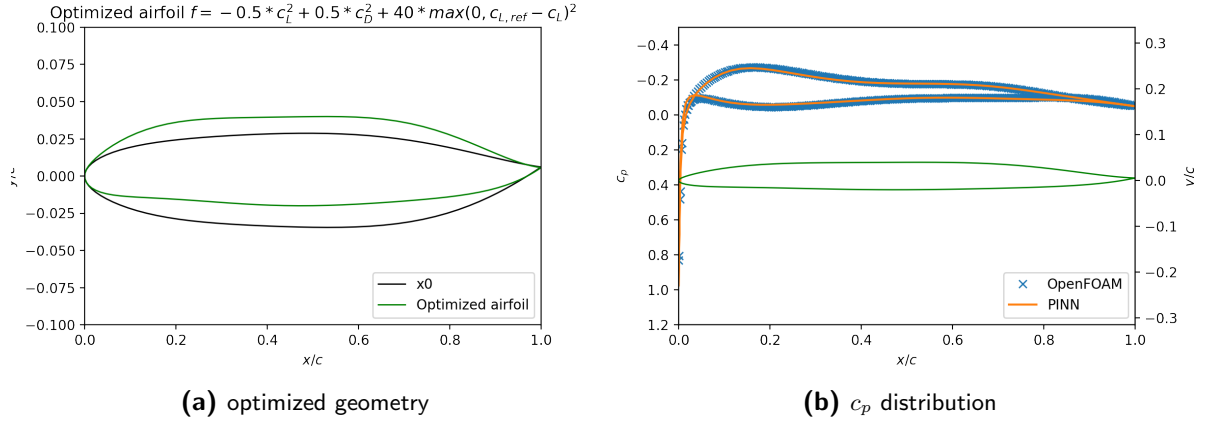 Optimized airfoil f = − 0.5 * c_L^2 + 0.5 * c_D^2 + 40 * max(0, c_{L, ref} − c_L)^2
0.100
0.075
0.050
0.025
0.000
−0.025
−0.050
−0.075
−0.100
y/c
0.0 0.2 0.4 0.6 0.8 1.0
x/c
x0
Optimized airfoil
(a) optimized geometry
−0.4
−0.2
0.0
0.2
0.4
0.6
0.8
1.0
1.2
c_p
0.3
0.2
0.1
0.0
−0.1
−0.2
−0.3
0.0 0.2 0.4 0.6 0.8 1.0
x/c
OpenFOAM
PINN
(b) c_p distribution